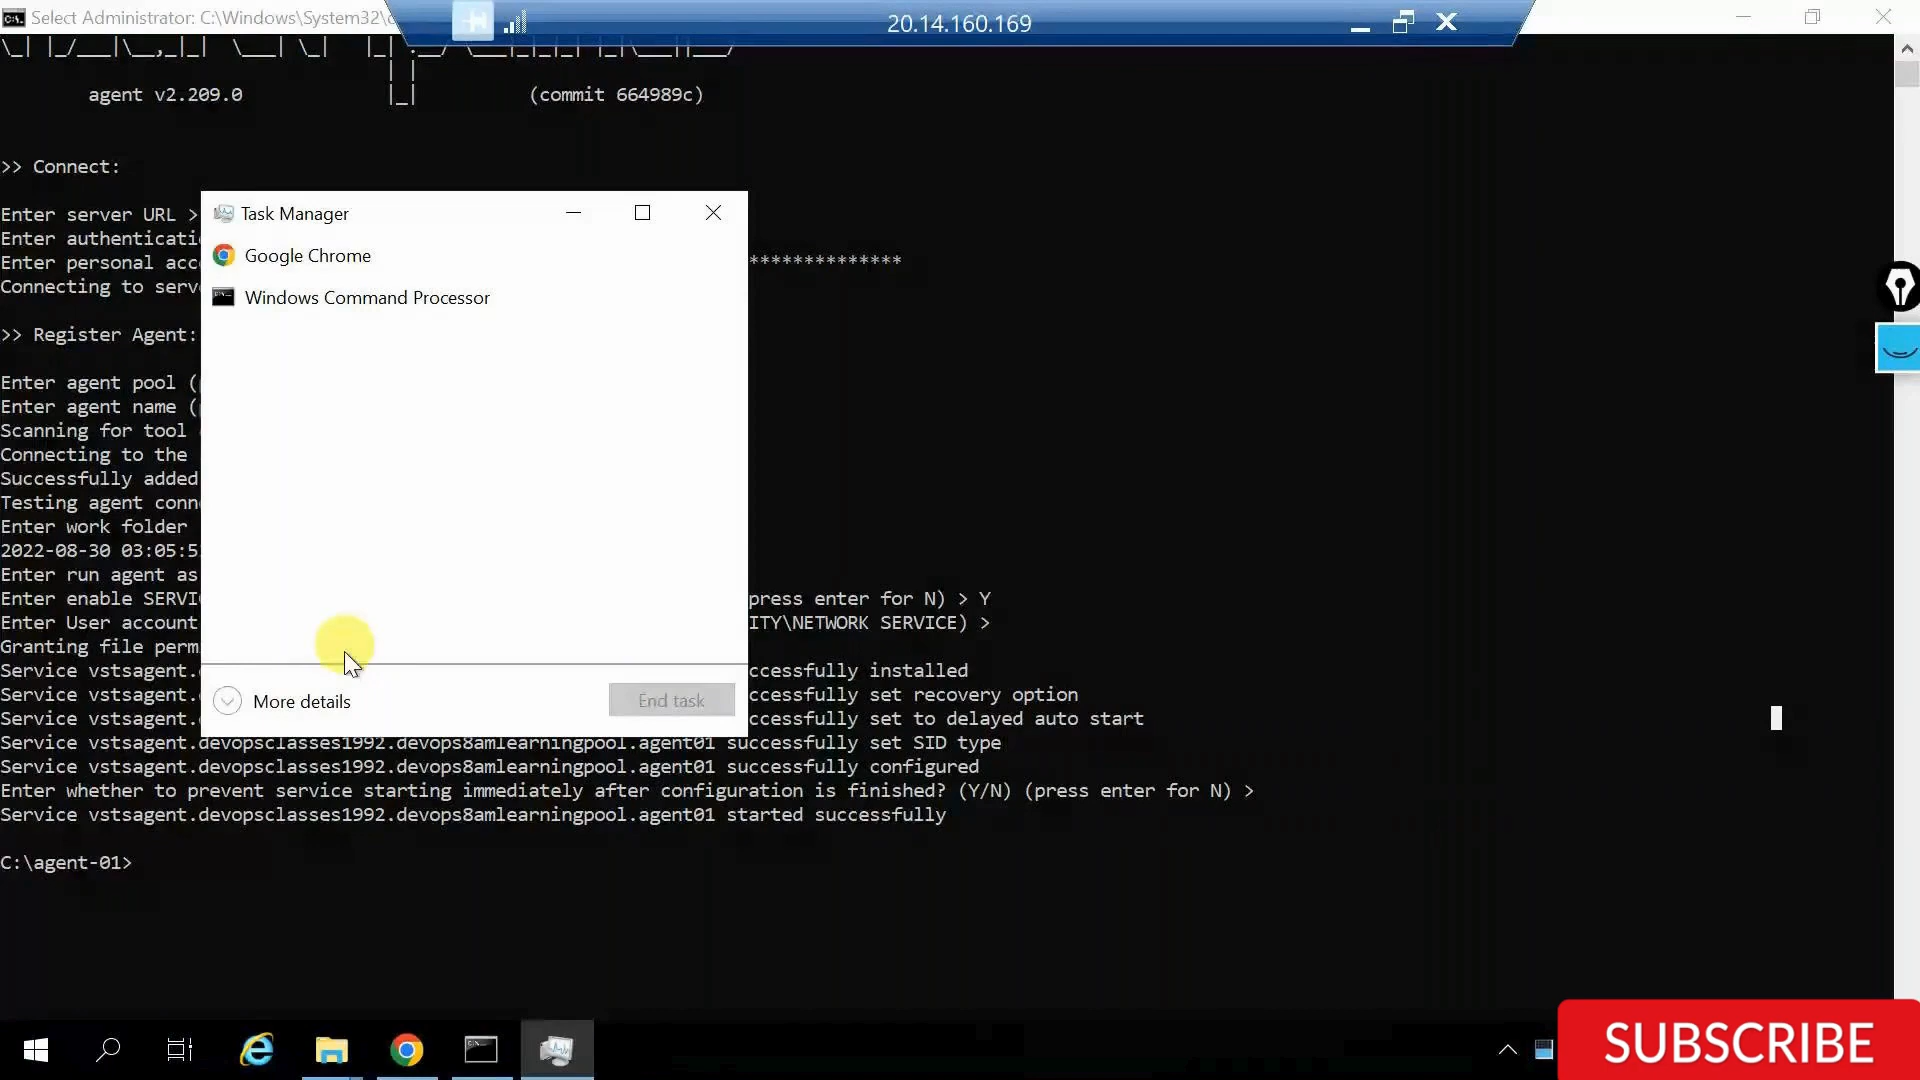 Select Administrator: C:\Windows\System32\
20.14.160.169
agent v2.209.0 (commit 664989c)
>> Connect:
Enter server URL >
Enter authenticati
Enter personal acc **************
Connecting to serv
>> Register Agent:
Enter agent pool (
Enter agent name (
Scanning for tool
Connecting to the
Successfully added
Testing agent conn
Enter work folder
2022-08-30 03:05:5
Enter run agent as
Enter enable SERVI press enter for N) > Y
Enter User account ITY\NETWORK SERVICE) >
Granting file perm
Service vstsagent. ccessfully installed
Service vstsagent. ccessfully set recovery option
Service vstsagent. ccessfully set to delayed auto start
Service vstsagent.devopsclasses1992.devops8amlearningpool.agent01 successfully set SID type
Service vstsagent.devopsclasses1992.devops8amlearningpool.agent01 successfully configured
Enter whether to prevent service starting immediately after configuration is finished? (Y/N) (press enter for N) >
Service vstsagent.devopsclasses1992.devops8amlearningpool.agent01 started successfully
C:\agent-01>
Task Manager
Google Chrome
Windows Command Processor
More details
End task
SUBSCRIBE